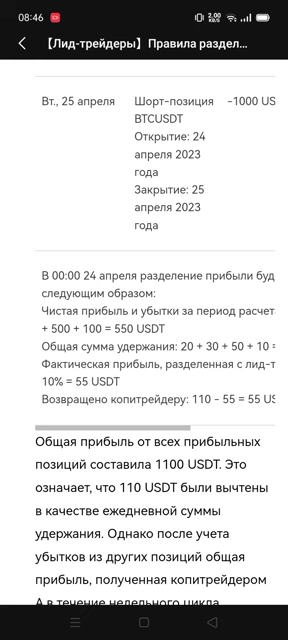 08:46 2,00 KB/S
【Лид-трейдеры】 Правила раздел...
Вт., 25 апреля Шорт-позиция -1000 US
BTCUSDT
Открытие: 24
апреля 2023
года
Закрытие: 25
апреля 2023
года
В 00:00 24 апреля разделение прибыли буд
следующим образом:
Чистая прибыль и убытки за период расчет
+ 500 + 100 = 550 USDT
Общая сумма удержания: 20 + 30 + 50 + 10 =
Фактическая прибыль, разделенная с лид-т
10% = 55 USDT
Возвращено копитрейдеру: 110 - 55 = 55 US
Общая прибыль от всех прибыльных
позиций составила 1100 USDT. Это
означает, что 110 USDT были вычтены
в качестве ежедневной суммы
удержания. Однако после учета
убытков из других позиций общая
прибыль, полученная копитрейдером
А в течение недельного цикла